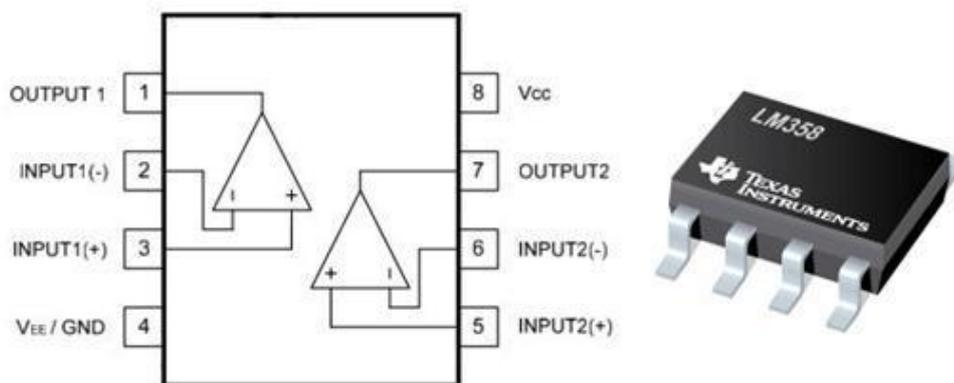 OUTPUT 1 1
INPUT1(-) 2
INPUT1(+) 3
VEE / GND 4
8 Vcc
7 OUTPUT2
6 INPUT2(-)
5 INPUT2(+)
- +
+ -
LM358
TEXAS
INSTRUMENTS